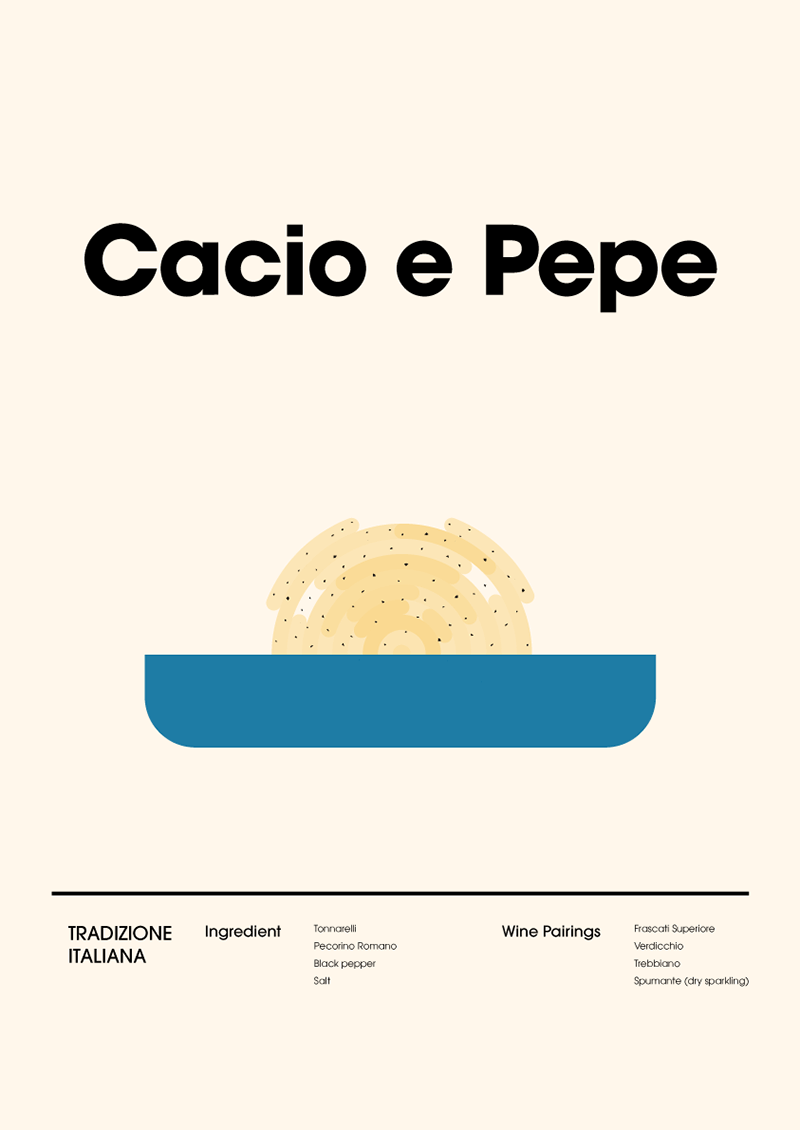 Cacio e Pepe
TRADIZIONE
ITALIANA
Ingredient
Tonnarelli
Pecorino Romano
Black pepper
Salt
Wine Pairings
Frascati Superiore
Verdicchio
Trebbiano
Spumante (dry sparkling)